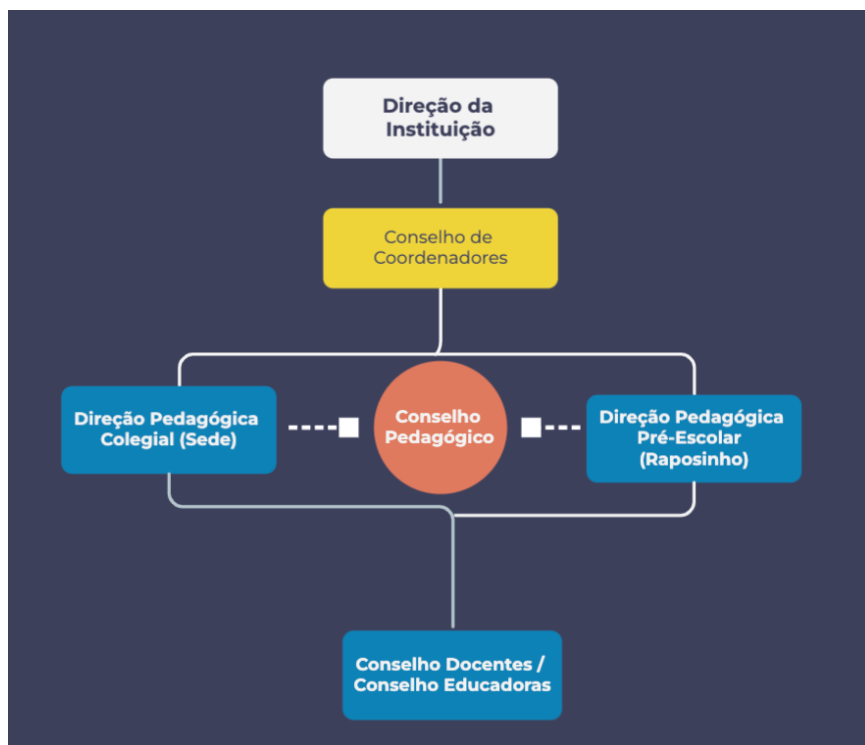 Direção da
Instituição
Conselho de
Coordenadores
Direção Pedagógica
Colegial (Sede)
Conselho
Pedagógico
Direção Pedagógica
Pré-Escolar
(Raposinho)
Conselho Docentes /
Conselho Educadoras